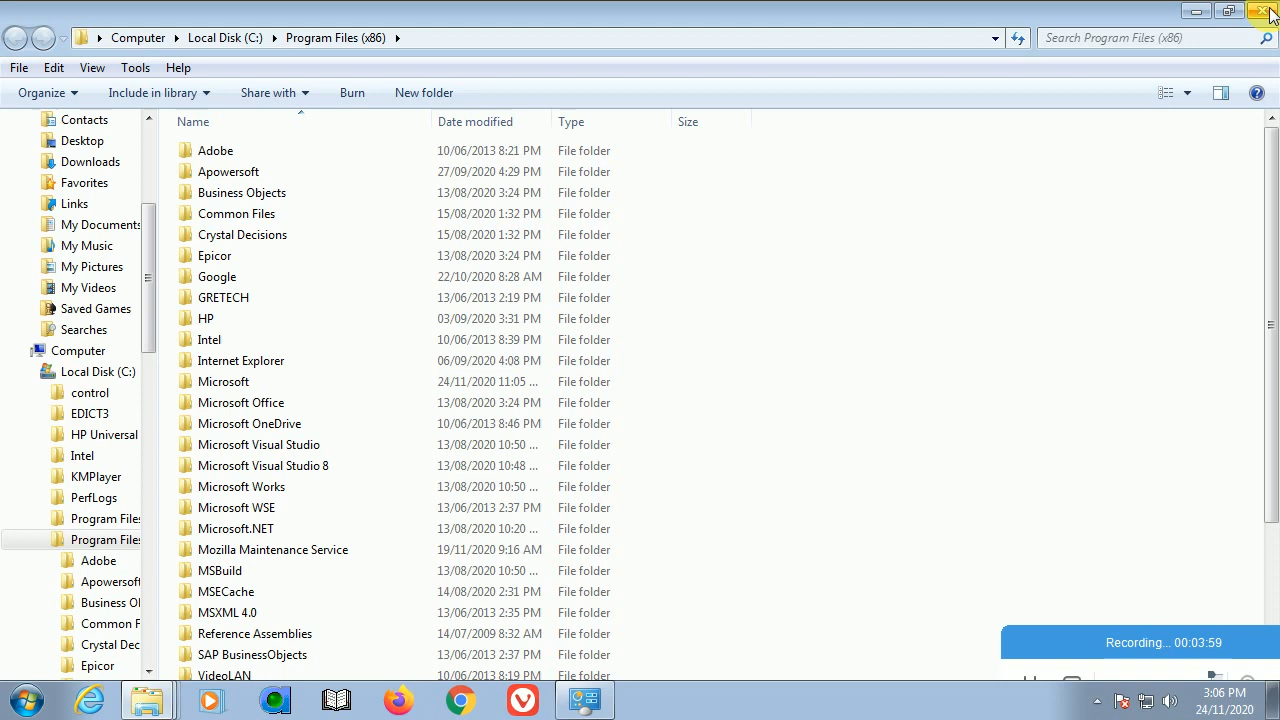 Computer Local Disk (C:) Program Files (x86) Search Program Files (x86)
File Edit View Tools Help
Organize Include in library Share with Burn New folder
Contacts
Desktop
Downloads
Favorites
Links
My Documents
My Music
My Pictures
My Videos
Saved Games
Searches
Computer
Local Disk (C:)
control
EDICT3
HP Universal
Intel
KMPlayer
PerfLogs
Program Files
Program Files
Adobe
Apowersoft
Business O
Common F
Crystal Dec
Epicor
Name Date modified Type Size
Adobe 10/06/2013 8:21 PM File folder
Apowersoft 27/09/2020 4:29 PM File folder
Business Objects 13/08/2020 3:24 PM File folder
Common Files 15/08/2020 1:32 PM File folder
Crystal Decisions 15/08/2020 1:32 PM File folder
Epicor 13/08/2020 3:24 PM File folder
Google 22/10/2020 8:28 AM File folder
GRETECH 13/06/2013 2:19 PM File folder
HP 03/09/2020 3:31 PM File folder
Intel 10/06/2013 8:39 PM File folder
Internet Explorer 06/09/2020 4:08 PM File folder
Microsoft 24/11/2020 11:05 ... File folder
Microsoft Office 13/08/2020 3:24 PM File folder
Microsoft OneDrive 10/06/2013 8:46 PM File folder
Microsoft Visual Studio 13/08/2020 10:50 ... File folder
Microsoft Visual Studio 8 13/08/2020 10:48 ... File folder
Microsoft Works 13/08/2020 10:50 ... File folder
Microsoft WSE 13/06/2013 2:37 PM File folder
Microsoft.NET 13/08/2020 10:20 ... File folder
Mozilla Maintenance Service 19/11/2020 9:16 AM File folder
MSBuild 13/08/2020 10:50 ... File folder
MSECache 14/08/2020 2:31 PM File folder
MSXML 4.0 13/06/2013 2:35 PM File folder
Reference Assemblies 14/07/2009 8:32 AM File folder
SAP BusinessObjects 13/06/2013 2:37 PM File folder
VideoLAN 10/06/2013 8:19 PM File folder
Recording... 00:03:59
3:06 PM
24/11/2020